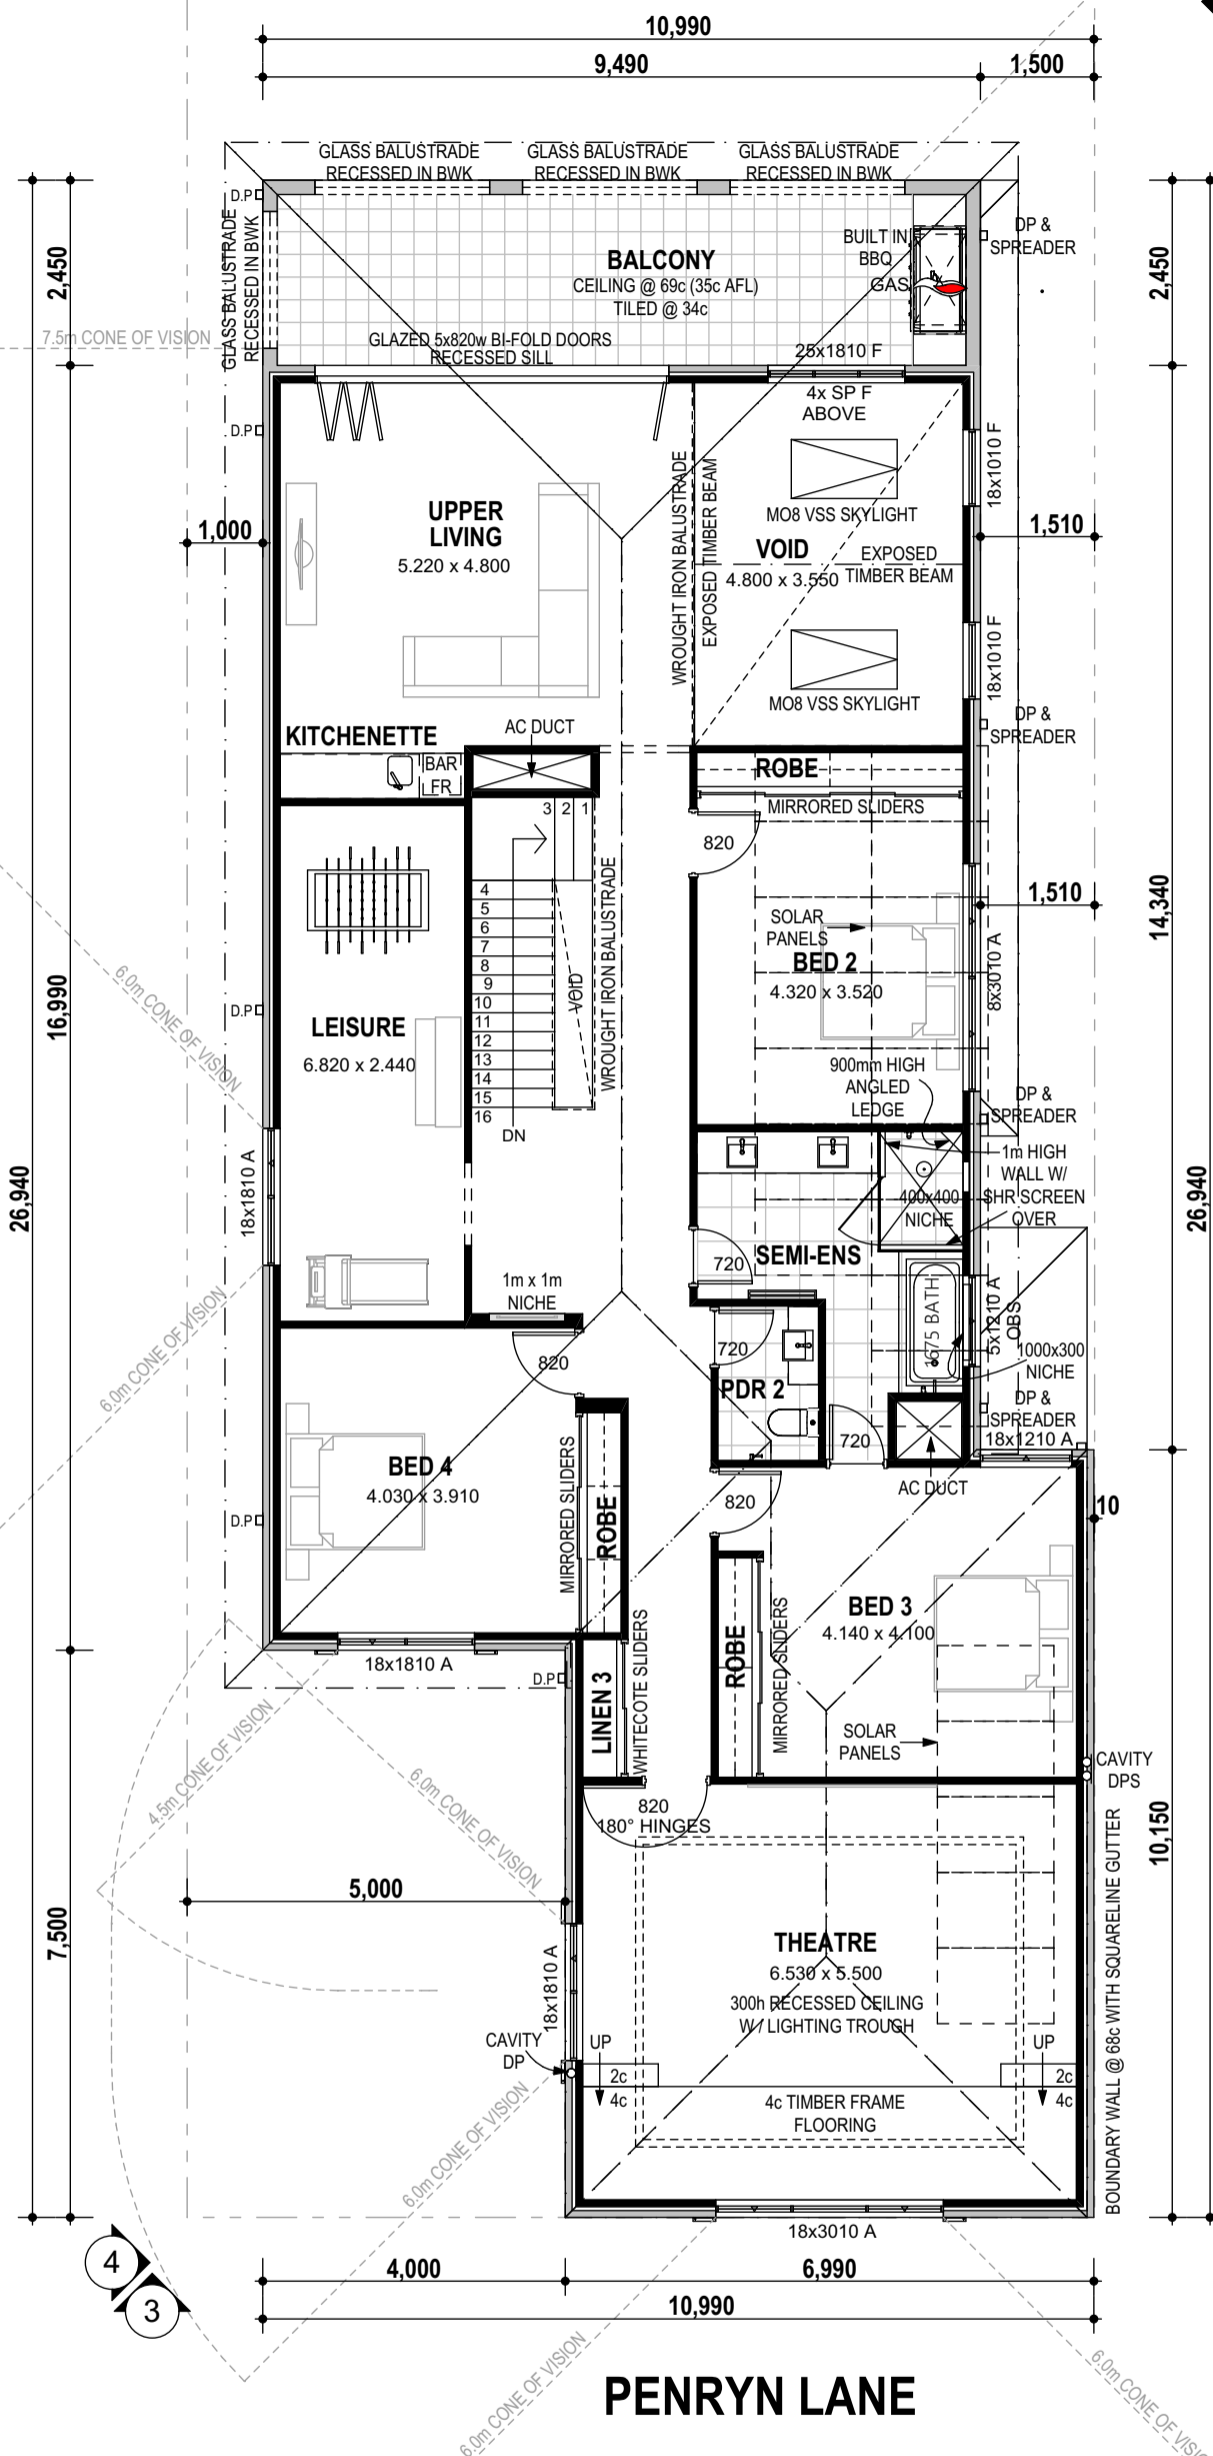 10,990
9,490
1,500
GLASS BALUSTRADE
RECESSED IN BWK
GLASS BALUSTRADE
RECESSED IN BWK
GLASS BALUSTRADE
RECESSED IN BWK
D.P
GLASS BALUSTRADE
RECESSED IN BWK
2,450
BALCONY
CEILING @ 69c (35c AFL)
TILED @ 34c
BUILT IN
BBQ
GAS
DP &
SPREADER
2,450
7.5m CONE OF VISION
GLAZED 5x820w BI-FOLD DOORS
RECESSED SILL
25x1810 F
4x SP F
ABOVE
D.P
18x1010 F
1,000
UPPER
LIVING
5.220 x 4.800
WROUGHT IRON BALUSTRADE
EXPOSED TIMBER BEAM
MO8 VSS SKYLIGHT
VOID
4.800 x 3.550
EXPOSED
TIMBER BEAM
1,510
18x1010 F
MO8 VSS SKYLIGHT
DP &
SPREADER
KITCHENETTE
BAR
FR
AC DUCT
ROBE
MIRRORED SLIDERS
820
3 2 1
4
5
6
7
8
9
10
11
12
13
14
15
16
DN
VOID
WROUGHT IRON BALUSTRADE
SOLAR
PANELS
BED 2
4.320 x 3.520
8x3010 A
1,510
14,340
6.0m CONE OF VISION
16,990
D.P
LEISURE
6.820 x 2.440
900mm HIGH
ANGLED
LEDGE
DP &
SPREADER
26,940
18x1810 A
1m HIGH
WALL W/
SHR SCREEN
OVER
400x400
NICHE
26,940
SEMI-ENS
720
6.0m CONE OF VISION
1m x 1m
NICHE
1675 BATH
5x1210 A
OBS
1000x300
NICHE
820
720
PDR 2
DP &
SPREADER
18x1210 A
720
AC DUCT
BED 4
4.030 x 3.910
MIRRORED SLIDERS
ROBE
D.P
820
10
BED 3
4.140 x 4.100
ROBE
MIRRORED SLIDERS
18x1810 A
D.P
LINEN 3
WHITECOTE SLIDERS
SOLAR
PANELS
CAVITY
DPS
4.5m CONE OF VISION
6.0m CONE OF VISION
820
180° HINGES
5,000
7,500
10,150
BOUNDARY WALL @ 68c WITH SQUARELINE GUTTER
THEATRE
6.530 x 5.500
300h RECESSED CEILING
W / LIGHTING TROUGH
18x1810 A
CAVITY
DP
UP
2c
4c
UP
2c
4c
4c TIMBER FRAME
FLOORING
6.0m CONE OF VISION
18x3010 A
4
3
4,000
6,990
10,990
6.0m CONE OF VISION
6.0m CONE OF VISION
PENRYN LANE